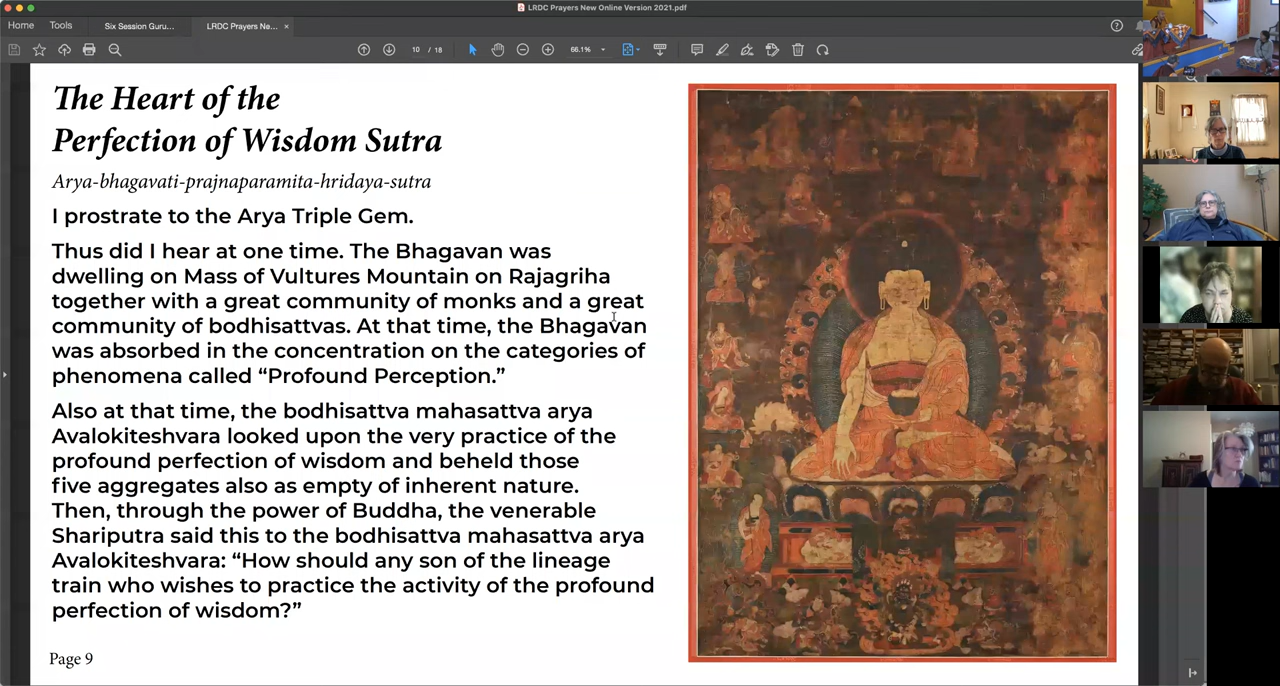 LRDC Prayers New Online Version 2021.pdf
Home Tools Six Session Guru... LRDC Prayers Ne... ×
10 / 18 66.1%
The Heart of the
Perfection of Wisdom Sutra
Arya-bhagavati-prajnaparamita-hridaya-sutra
I prostrate to the Arya Triple Gem.
Thus did I hear at one time. The Bhagavan was
dwelling on Mass of Vultures Mountain on Rajagriha
together with a great community of monks and a great
community of bodhisattvas. At that time, the Bhagavan
was absorbed in the concentration on the categories of
phenomena called “Profound Perception.”
Also at that time, the bodhisattva mahasattva arya
Avalokiteshvara looked upon the very practice of the
profound perfection of wisdom and beheld those
five aggregates also as empty of inherent nature.
Then, through the power of Buddha, the venerable
Shariputra said this to the bodhisattva mahasattva arya
Avalokiteshvara: “How should any son of the lineage
train who wishes to practice the activity of the profound
perfection of wisdom?”
Page 9